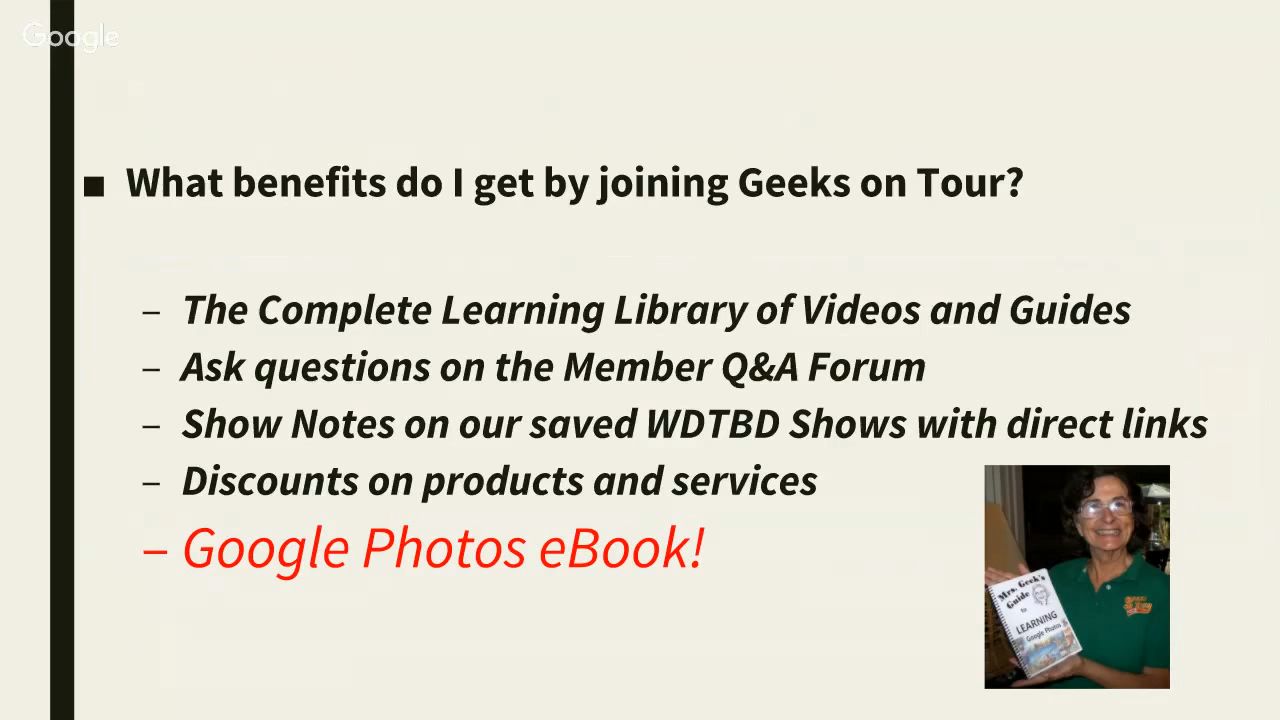 Google
■ What benefits do I get by joining Geeks on Tour?
– The Complete Learning Library of Videos and Guides
– Ask questions on the Member Q&A Forum
– Show Notes on our saved WDTBD Shows with direct links
– Discounts on products and services
– Google Photos eBook!
Mrs. Geek's
Guide
to
LEARNING
Google Photos